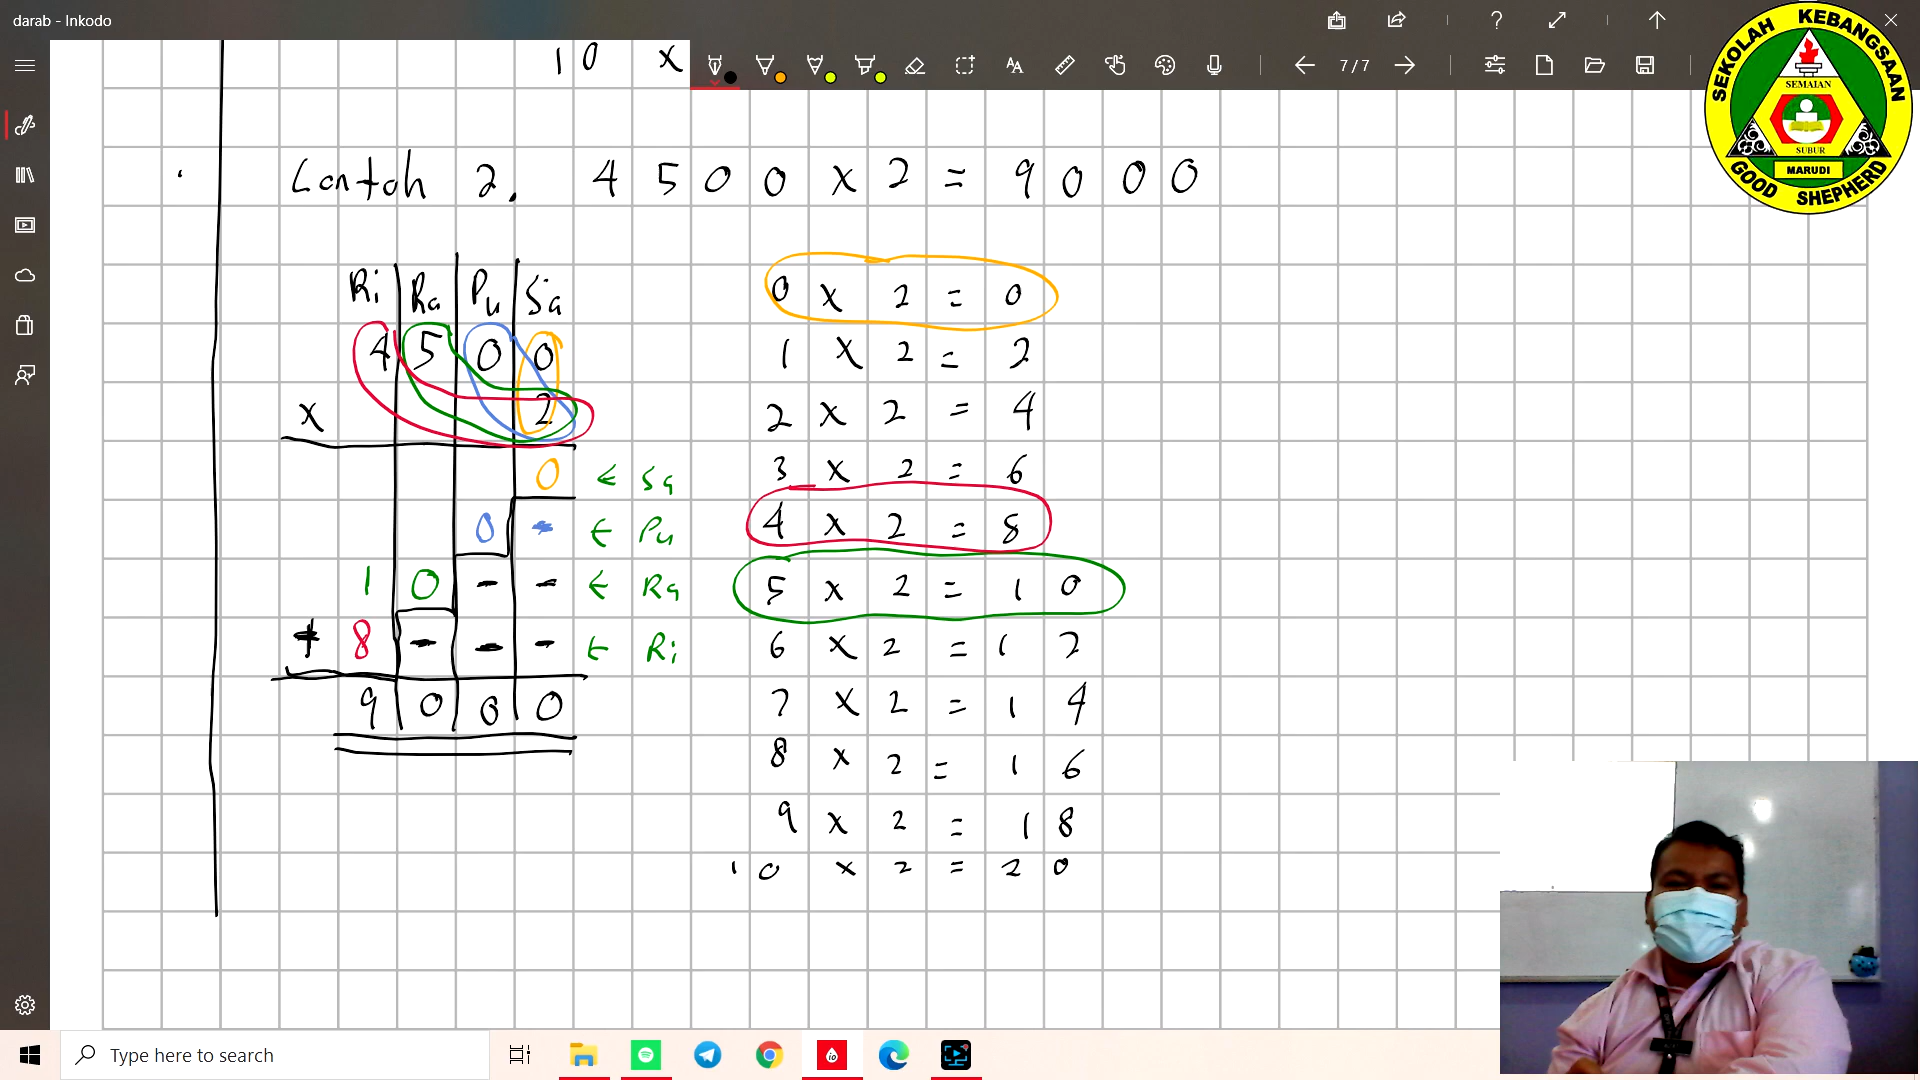 darab - Inkodo
10 x
7 / 7
SEKOLAH KEBANGSAAN
SEMAIAN
SUBUR
MARUDI
GOOD SHEPHERD
Contoh 2. 4500 x 2 = 9000
Ri Ra Pu Sa
4 5 0 0
x 2
0 ← Sa
0 - ← Pu
1 0 - - ← Ra
+ 8 - - - ← Ri
9 0 0 0
0 x 2 = 0
1 x 2 = 2
2 x 2 = 4
3 x 2 = 6
4 x 2 = 8
5 x 2 = 10
6 x 2 = 12
7 x 2 = 14
8 x 2 = 16
9 x 2 = 18
10 x 2 = 20
Type here to search